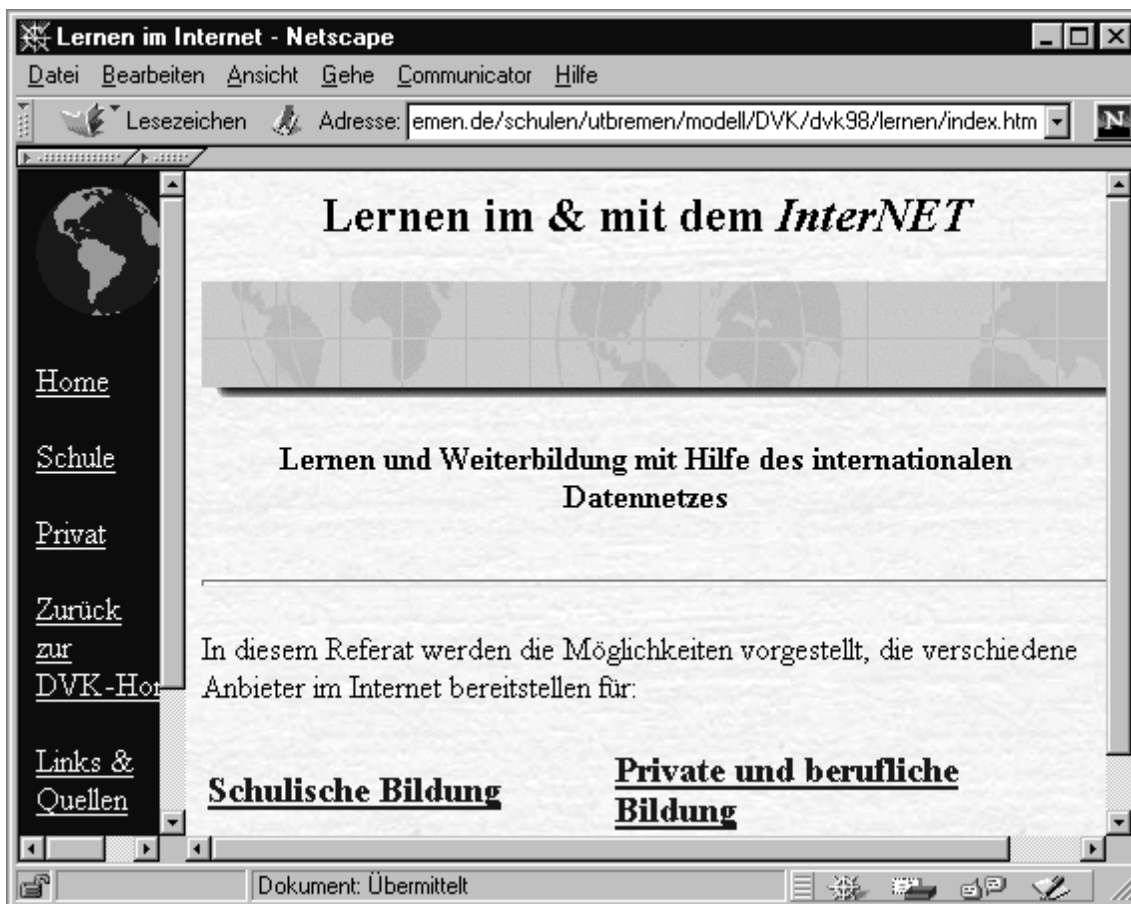 Lernen im Internet - Netscape
Datei Bearbeiten Ansicht Gehe Communicator Hilfe
Lesezeichen Adresse: emen.de/schulen/utbremen/modell/DVK/dvk98/lernen/index.htm N
Home
Schule
Privat
Zurück
zur
DVK-Hor
Links &
Quellen
Lernen im & mit dem InterNET
Lernen und Weiterbildung mit Hilfe des internationalen
Datennetzes
In diesem Referat werden die Möglichkeiten vorgestellt, die verschiedene
Anbieter im Internet bereitstellen für:
Schulische Bildung
Private und berufliche
Bildung
Dokument: Übermittelt